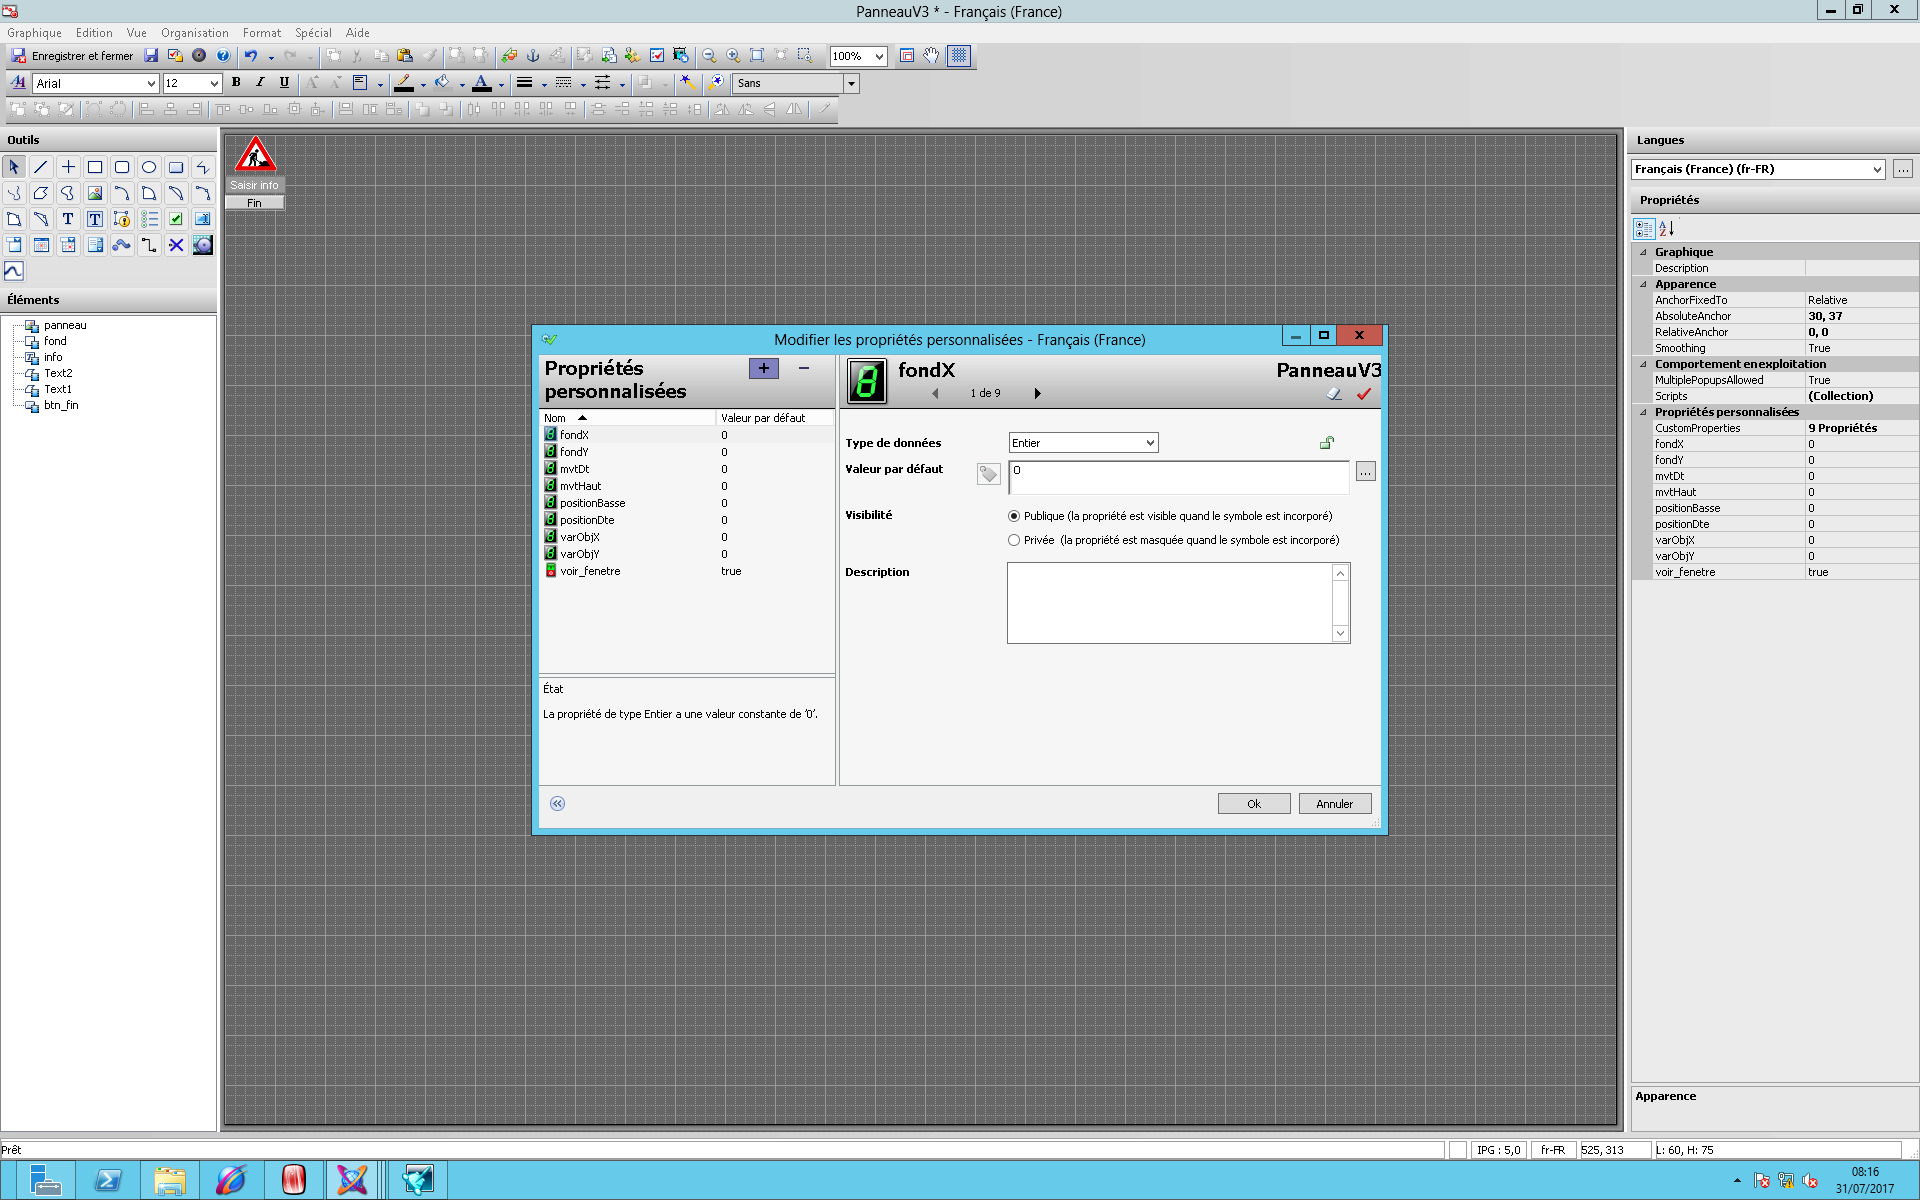 PanneauV3 * - Français (France)
Graphique Edition Vue Organisation Format Spécial Aide
Enregistrer et fermer 100%
Arial 12 B I U Sans
Outils
Éléments
panneau
fond
info
Text2
Text1
btn_fin
Saisir info
Fin
Modifier les propriétés personnalisées - Français (France)
Propriétés
personnalisées
Nom Valeur par défaut
fondX 0
fondY 0
mvtDt 0
mvtHaut 0
positionBasse 0
positionDte 0
varObjX 0
varObjY 0
voir_fenetre true
État
La propriété de type Entier a une valeur constante de '0'.
fondX PanneauV3
1 de 9
Type de données Entier
Valeur par défaut 0 ...
Visibilité Publique (la propriété est visible quand le symbole est incorporé)
Privée (la propriété est masquée quand le symbole est incorporé)
Description
Ok Annuler
Langues
Français (France) (fr-FR) ...
Propriétés
Graphique
Description
Apparence
AnchorFixedTo Relative
AbsoluteAnchor 30, 37
RelativeAnchor 0, 0
Smoothing True
Comportement en exploitation
MultiplePopupsAllowed True
Scripts (Collection)
Propriétés personnalisées
CustomProperties 9 Propriétés
fondX 0
fondY 0
mvtDt 0
mvtHaut 0
positionBasse 0
positionDte 0
varObjX 0
varObjY 0
voir_fenetre true
Apparence
Prêt IPG : 5,0 fr-FR 525, 313 L: 60, H: 75
08:16
31/07/2017